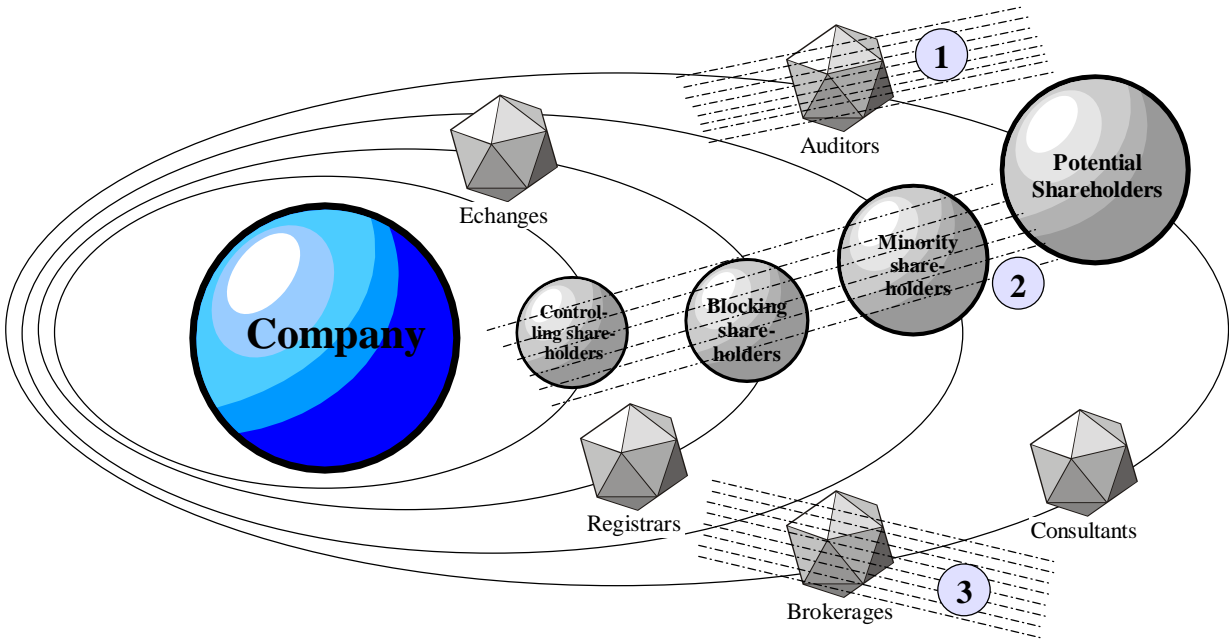 1
Auditors
Potential
Shareholders
Echanges
Minority
share-
holders
2
Company
Control-
ling share-
holders
Blocking
share-
holders
Registrars
Consultants
Brokerages
3